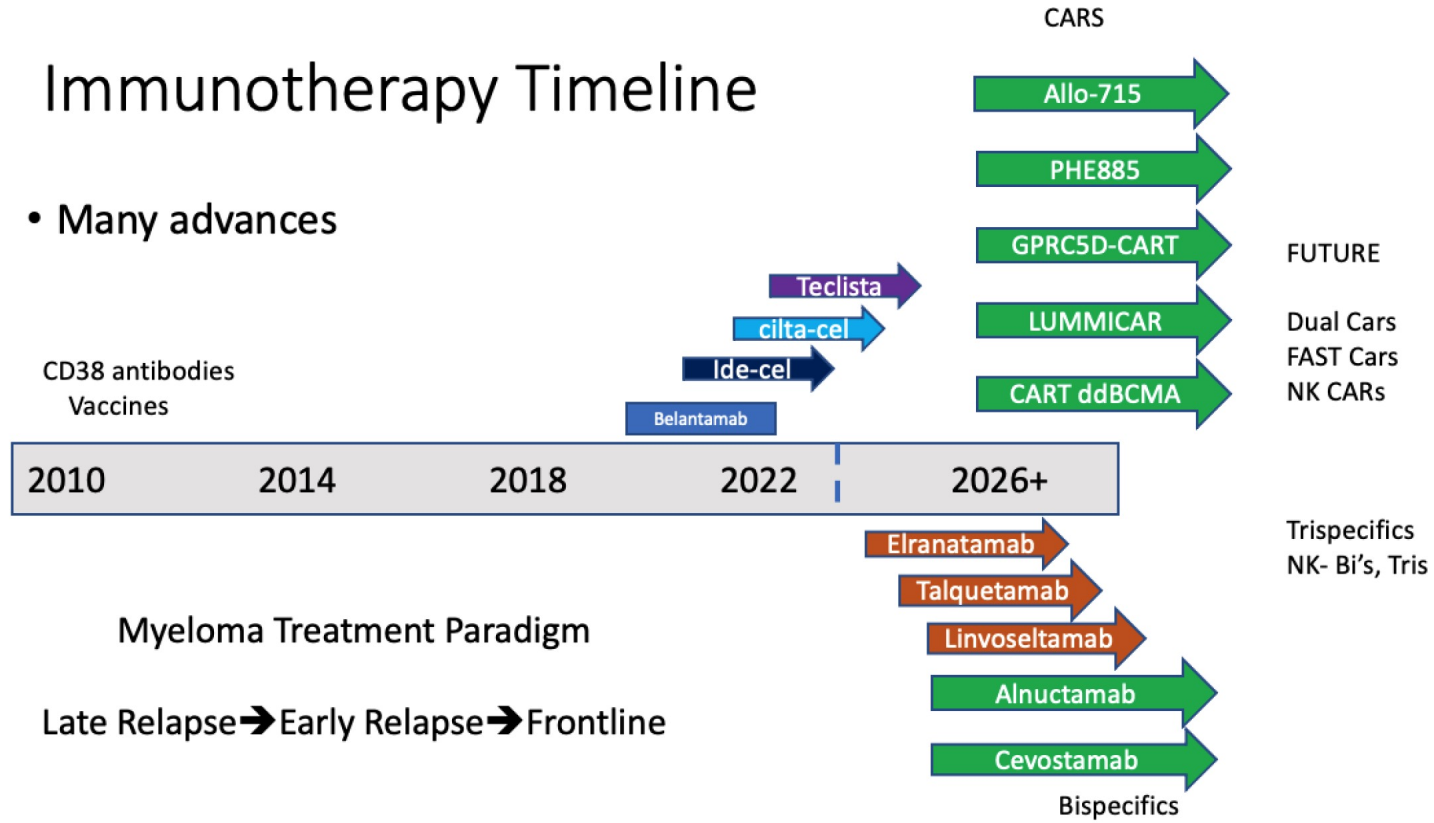 CARS
Immunotherapy Timeline
Allo-715
PHE885
• Many advances
GPRC5D-CART
FUTURE
Teclista
LUMMICAR
Dual Cars
cilta-cel
FAST Cars
CD38 antibodies
Ide-cel
NK CARs
Vaccines
CART ddBCMA
Belantamab
2010 2014 2018 2022 2026+
Elranatamab
Trispecifics
NK- Bi’s, Tris
Talquetamab
Myeloma Treatment Paradigm
Linvoseltamab
Alnuctamab
Late Relapse➔Early Relapse➔Frontline
Cevostamab
Bispecifics